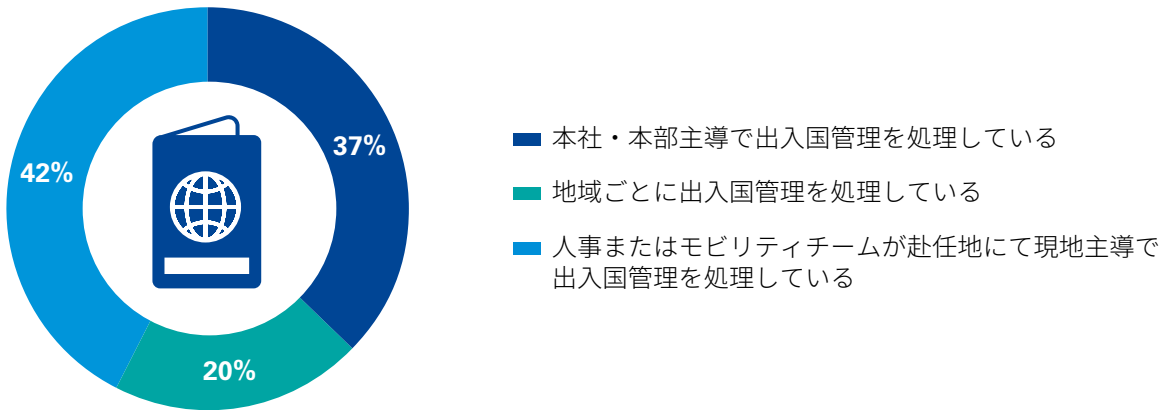 37%
42%
20%
本社・本部主導で出入国管理を処理している
地域ごとに出入国管理を処理している
人事またはモビリティチームが赴任地にて現地主導で
出入国管理を処理している